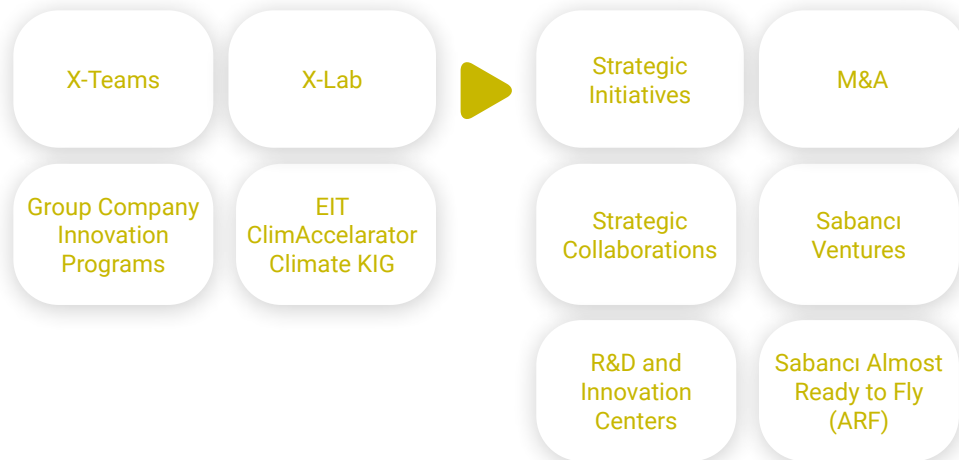 X-Teams
X-Lab
Strategic
Initiatives
M&A
Group Company
Innovation
Programs
EIT
ClimAccelarator
Climate KIG
Strategic
Collaborations
Sabancı
Ventures
R&D and
Innovation
Centers
Sabancı Almost
Ready to Fly
(ARF)